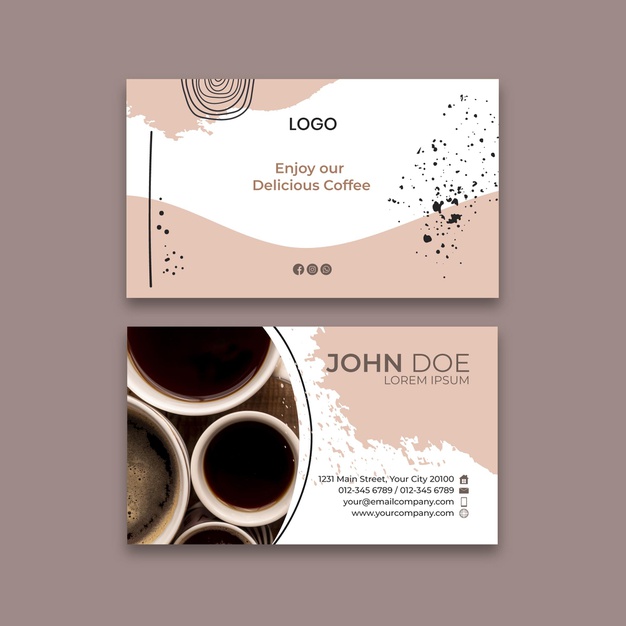 LOGO
Enjoy our
Delicious Coffee
JOHN DOE
LOREM IPSUM
1231 Main Street, Your City 20100
012-345 6789 / 012-345 6789
your@emailcompany.com
www.yourcompany.com